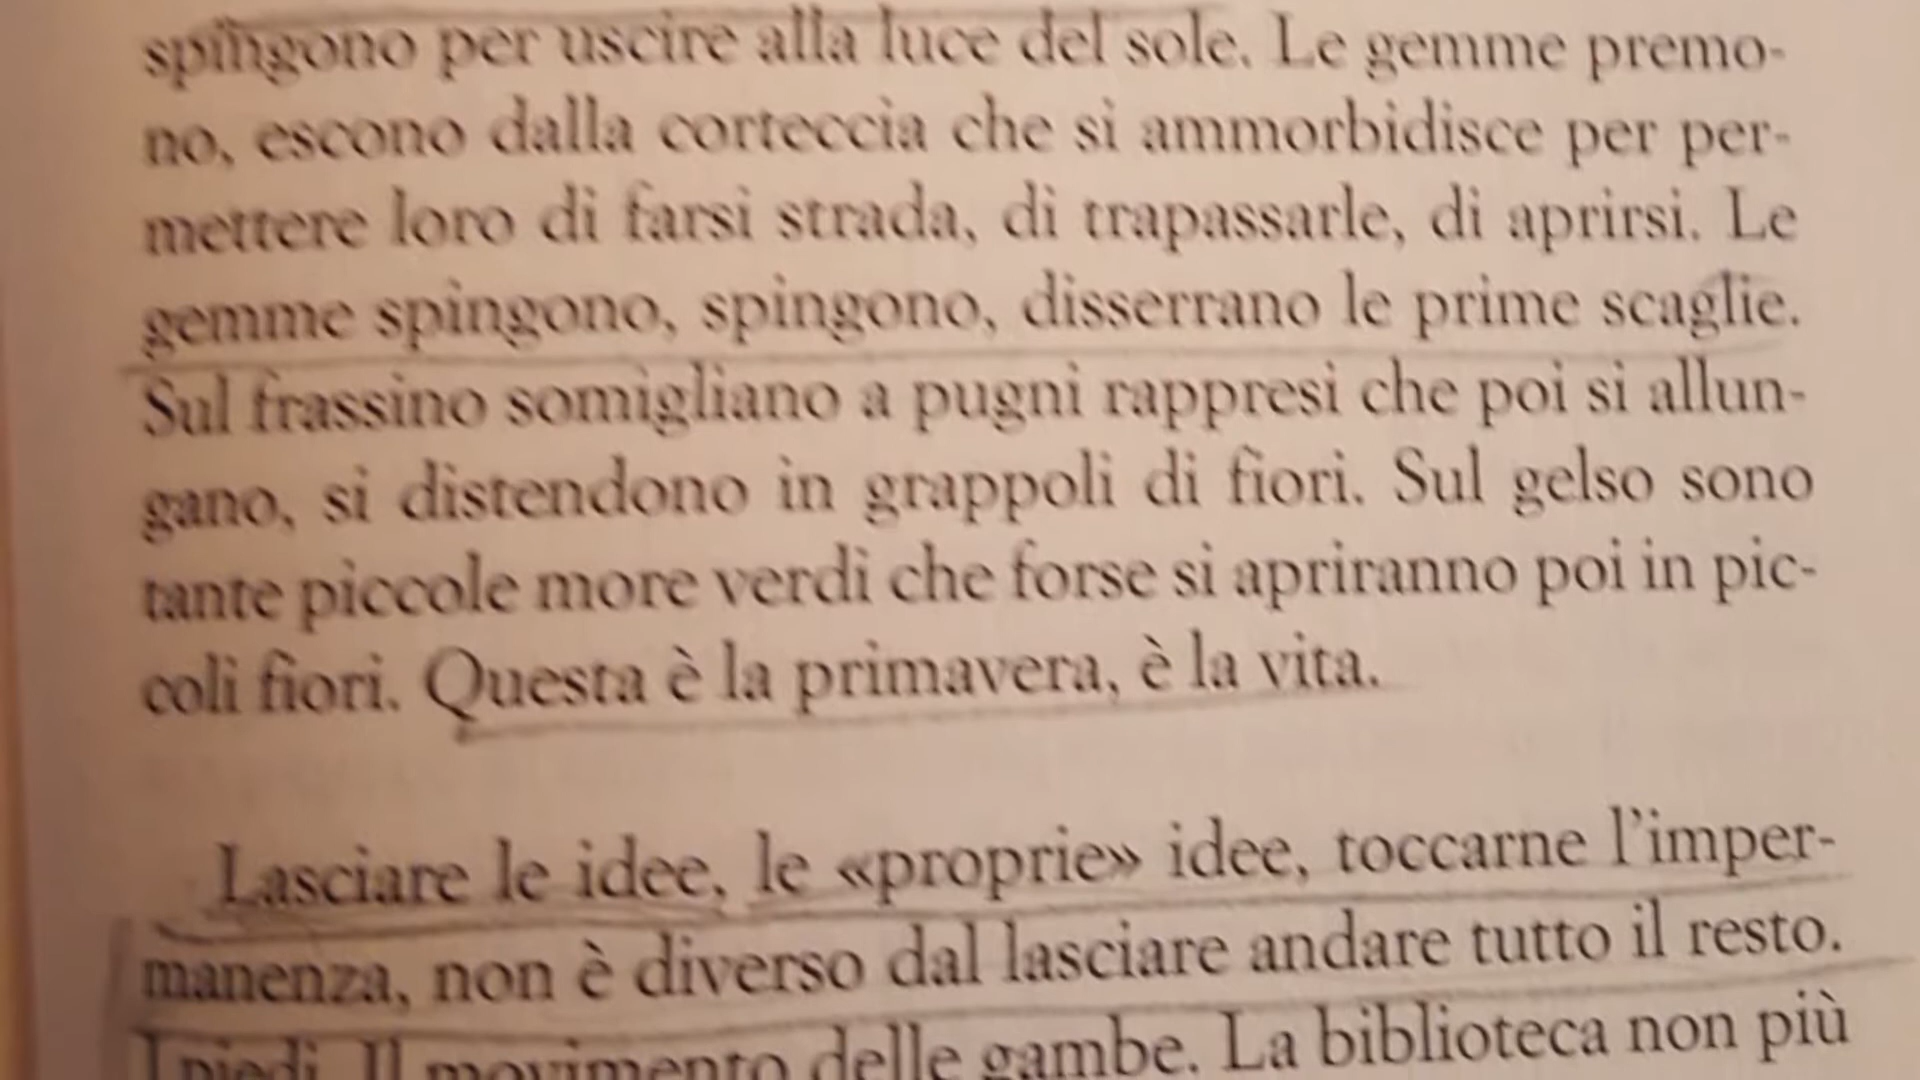 spingono per uscire alla luce del sole. Le gemme premo-
no, escono dalla corteccia che si ammorbidisce per per-
mettere loro di farsi strada, di trapassarle, di aprirsi. Le
gemme spingono, spingono, disserrano le prime scaglie.
Sul frassino somigliano a pugni rappresi che poi si allun-
gano, si distendono in grappoli di fiori. Sul gelso sono
tante piccole more verdi che forse si apriranno poi in pic-
coli fiori. Questa è la primavera, è la vita.
Lasciare le idee, le «proprie» idee, toccarne l'imper-
manenza, non è diverso dal lasciare andare tutto il resto.
I piedi. Il movimento delle gambe. La biblioteca non più